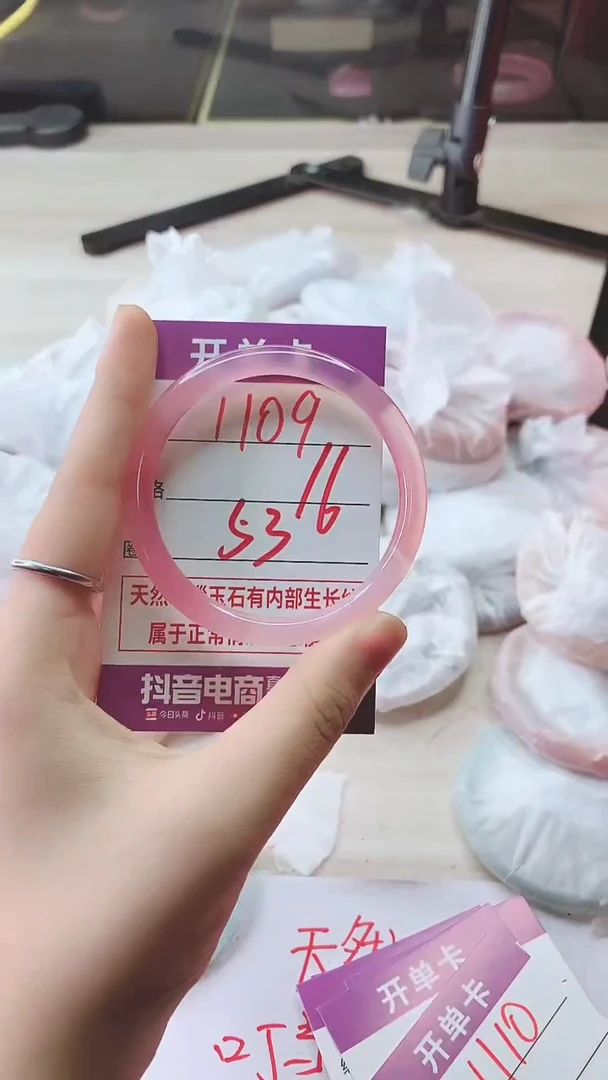 开单卡
1109
格
11
53 16
天然 玉石有内部生长
属于正常
抖音电商
今日头条 抖音
天然
开单卡
开单卡
1110